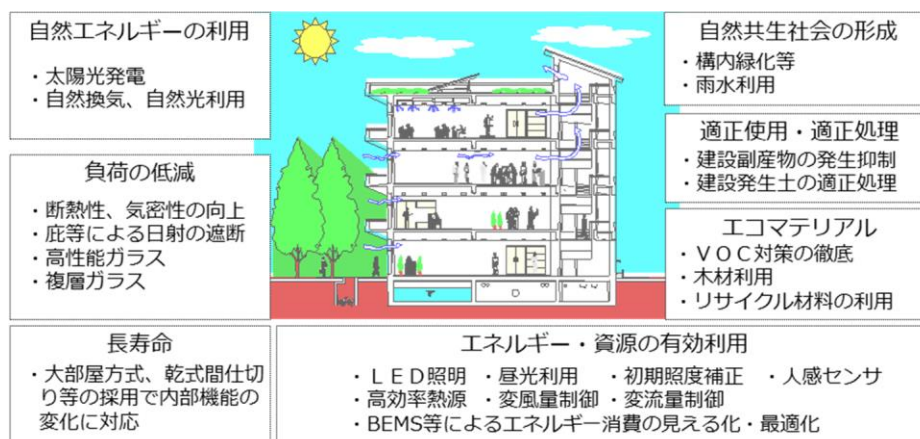 自然エネルギーの利用
・太陽光発電
・自然換気、自然光利用
負荷の低減
・断熱性、気密性の向上
・庇等による日射の遮断
・高性能ガラス
・複層ガラス
長寿命
・大部屋方式、乾式間仕切
り等の採用で内部機能の
変化に対応
自然共生社会の形成
・構内緑化等
・雨水利用
適正使用・適正処理
・建設副産物の発生抑制
・建設発生土の適正処理
エコマテリアル
・ＶＯＣ対策の徹底
・木材利用
・リサイクル材料の利用
エネルギー・資源の有効利用
・ＬＥＤ照明　・昼光利用　・初期照度補正　・人感センサ
・高効率熱源　・変風量制御　・変流量制御
・BEMS等によるエネルギー消費の見える化・最適化